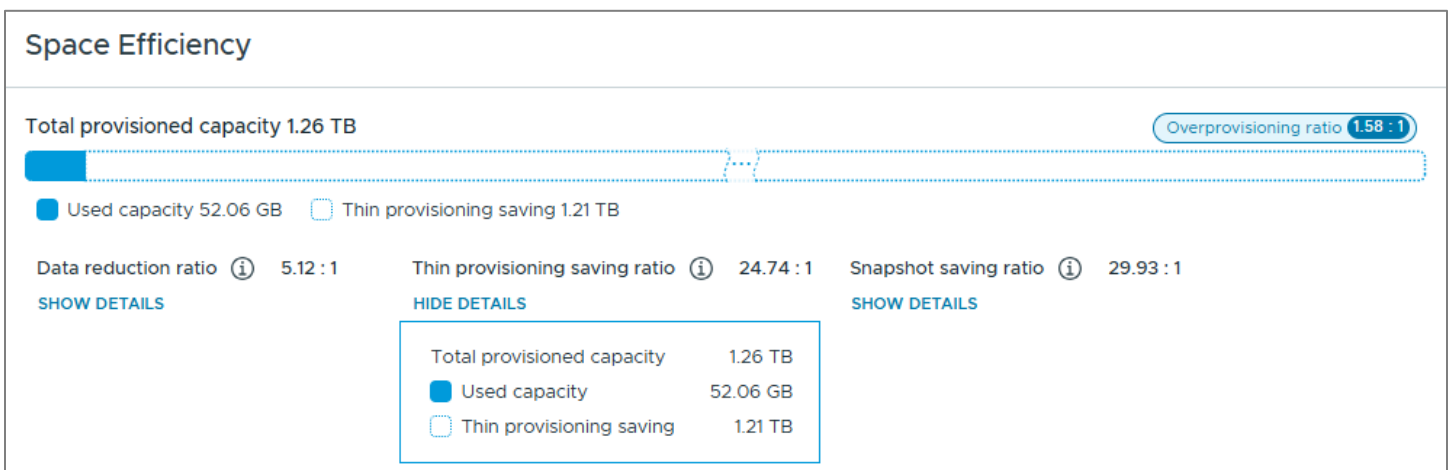 Space Efficiency
Total provisioned capacity 1.26 TB
Overprovisioning ratio 1.58 : 1
Used capacity 52.06 GB Thin provisioning saving 1.21 TB
Data reduction ratio 5.12 : 1 Thin provisioning saving ratio 24.74 : 1 Snapshot saving ratio 29.93 : 1
SHOW DETAILS HIDE DETAILS SHOW DETAILS
Total provisioned capacity 1.26 TB
Used capacity 52.06 GB
Thin provisioning saving 1.21 TB